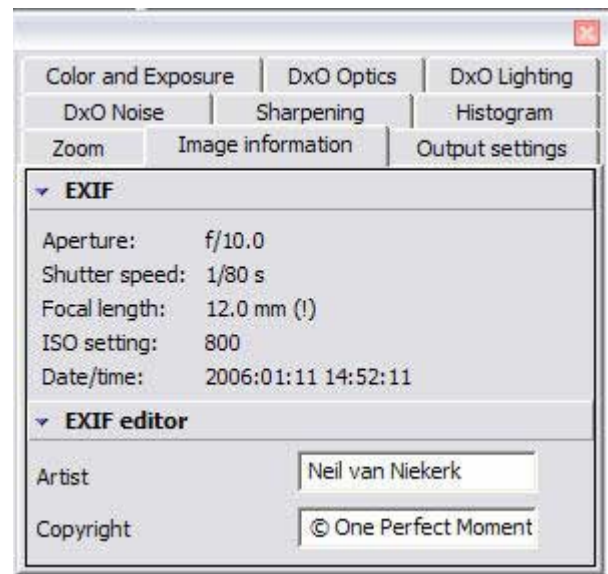 Color and Exposure DxO Optics DxO Lighting
DxO Noise Sharpening Histogram
Zoom Image information Output settings
EXIF
Aperture: f/10.0
Shutter speed: 1/80 s
Focal length: 12.0 mm (!)
ISO setting: 800
Date/time: 2006:01:11 14:52:11
EXIF editor
Artist Neil van Niekerk
Copyright © One Perfect Moment